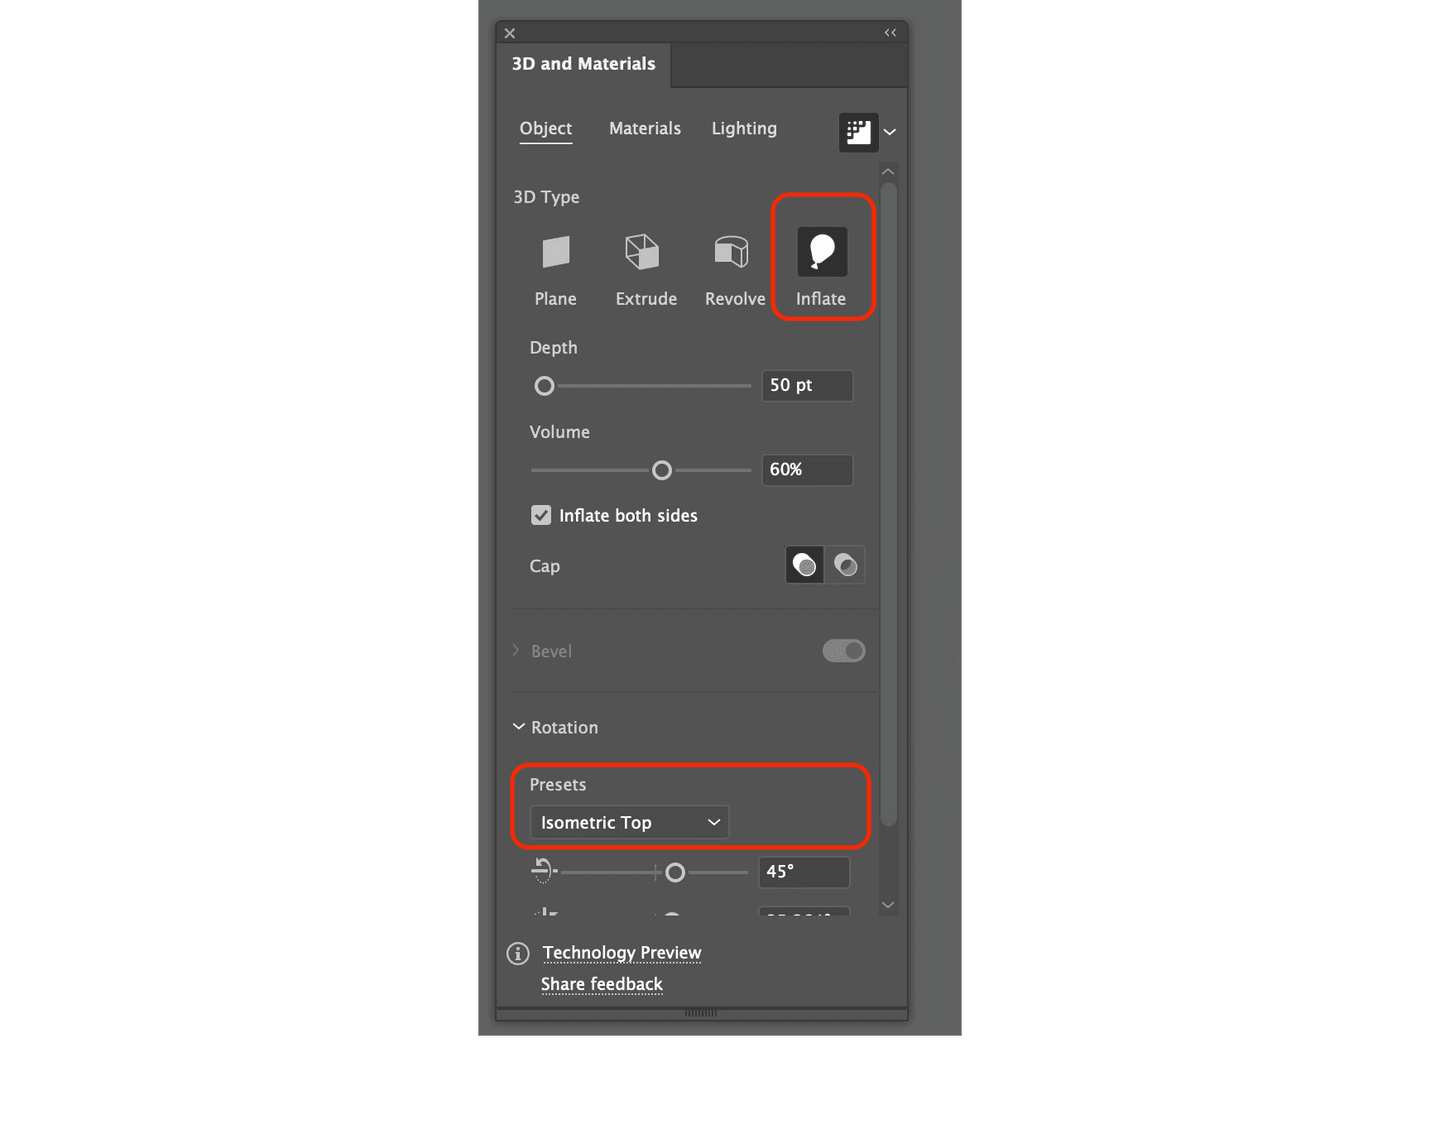 3D and Materials
Object Materials Lighting
3D Type
Plane Extrude Revolve Inflate
Depth
50 pt
Volume
60%
Inflate both sides
Cap
Bevel
Rotation
Presets
Isometric Top
45°
Technology Preview
Share feedback